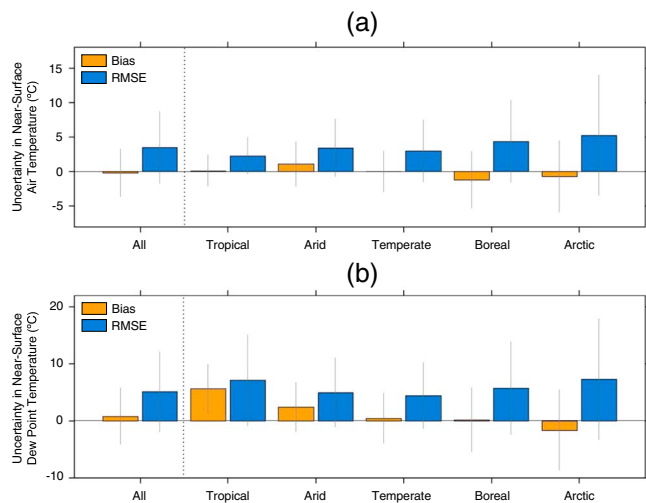 (a)
Uncertainty in Near-Surface
Air Temperature (°C)
15
10
5
0
-5
Bias
RMSE
All Tropical Arid Temperate Boreal Arctic
(b)
Uncertainty in Near-Surface
Dew Point Temperature (°C)
20
10
0
-10
Bias
RMSE
All Tropical Arid Temperate Boreal Arctic